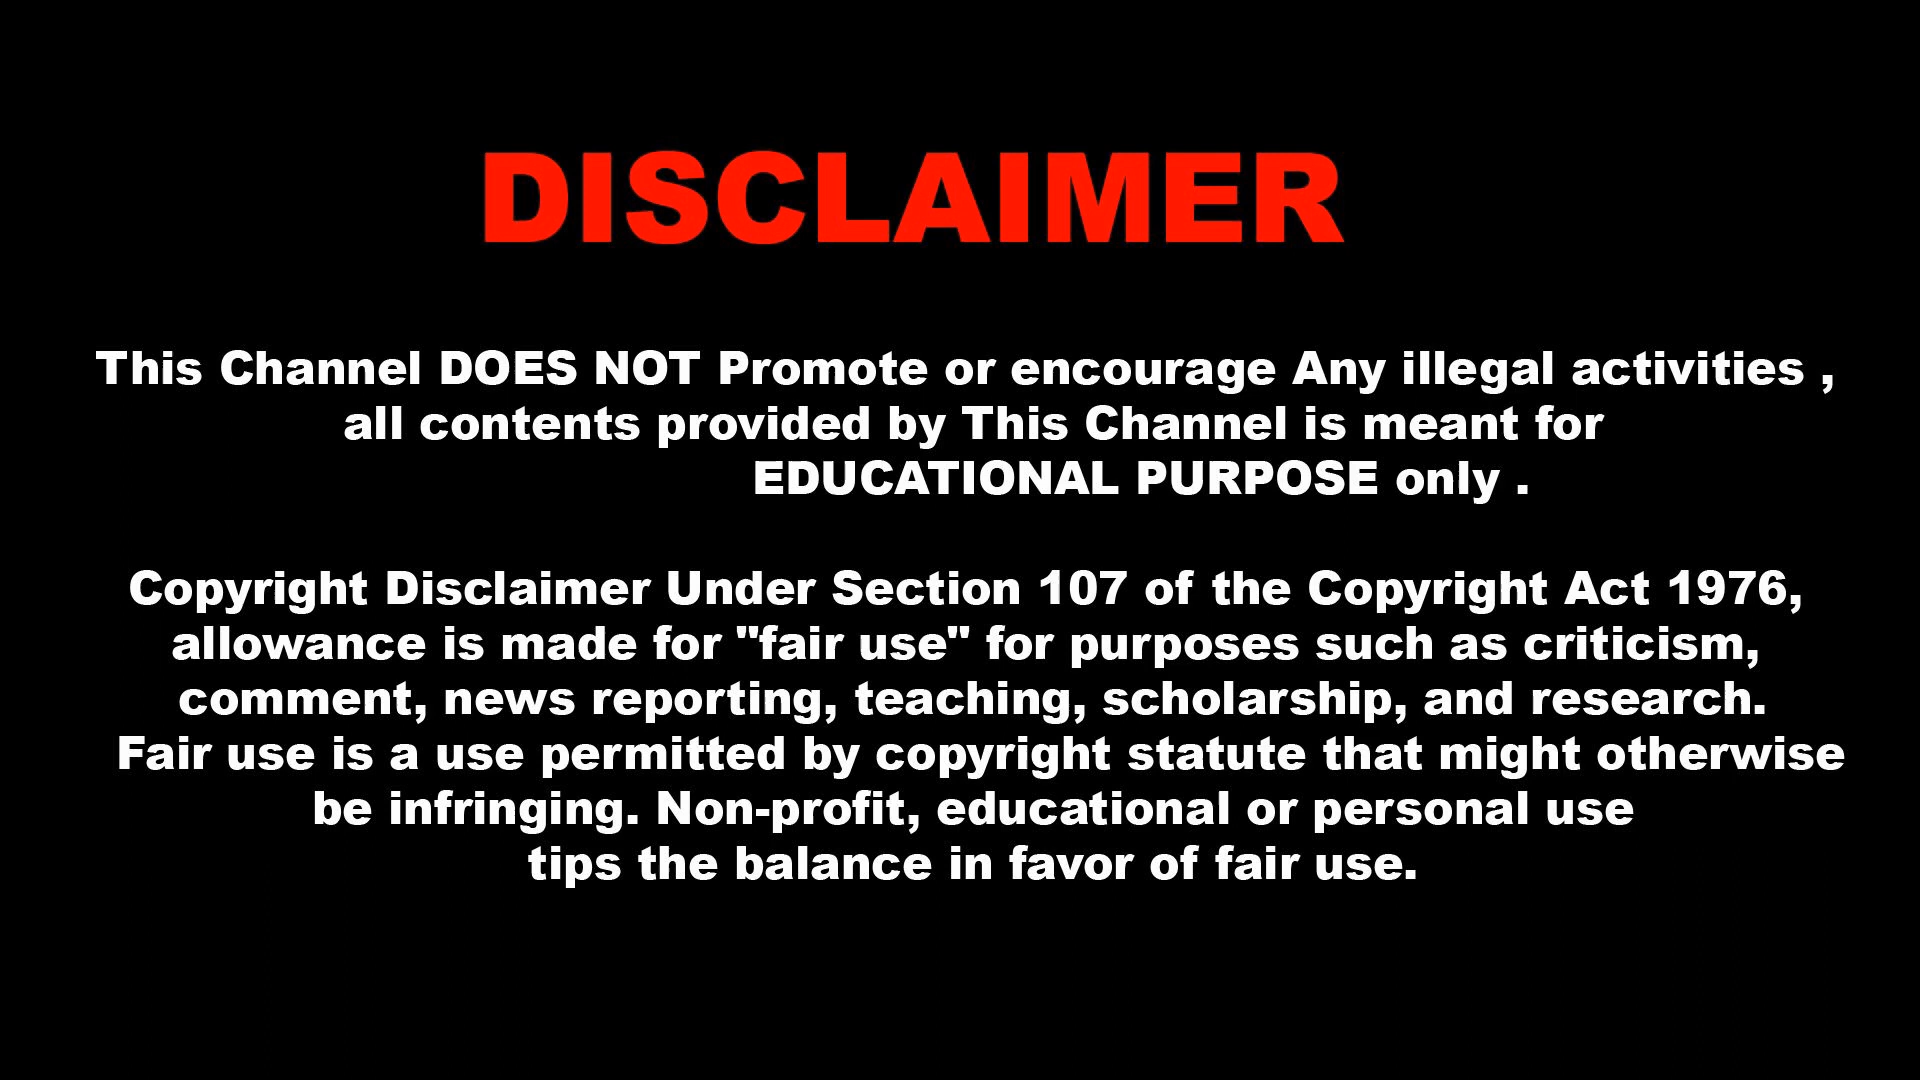 DISCLAIMER
This Channel DOES NOT Promote or encourage Any illegal activities ,
all contents provided by This Channel is meant for
EDUCATIONAL PURPOSE only .
Copyright Disclaimer Under Section 107 of the Copyright Act 1976,
allowance is made for "fair use" for purposes such as criticism,
comment, news reporting, teaching, scholarship, and research.
Fair use is a use permitted by copyright statute that might otherwise
be infringing. Non-profit, educational or personal use
tips the balance in favor of fair use.